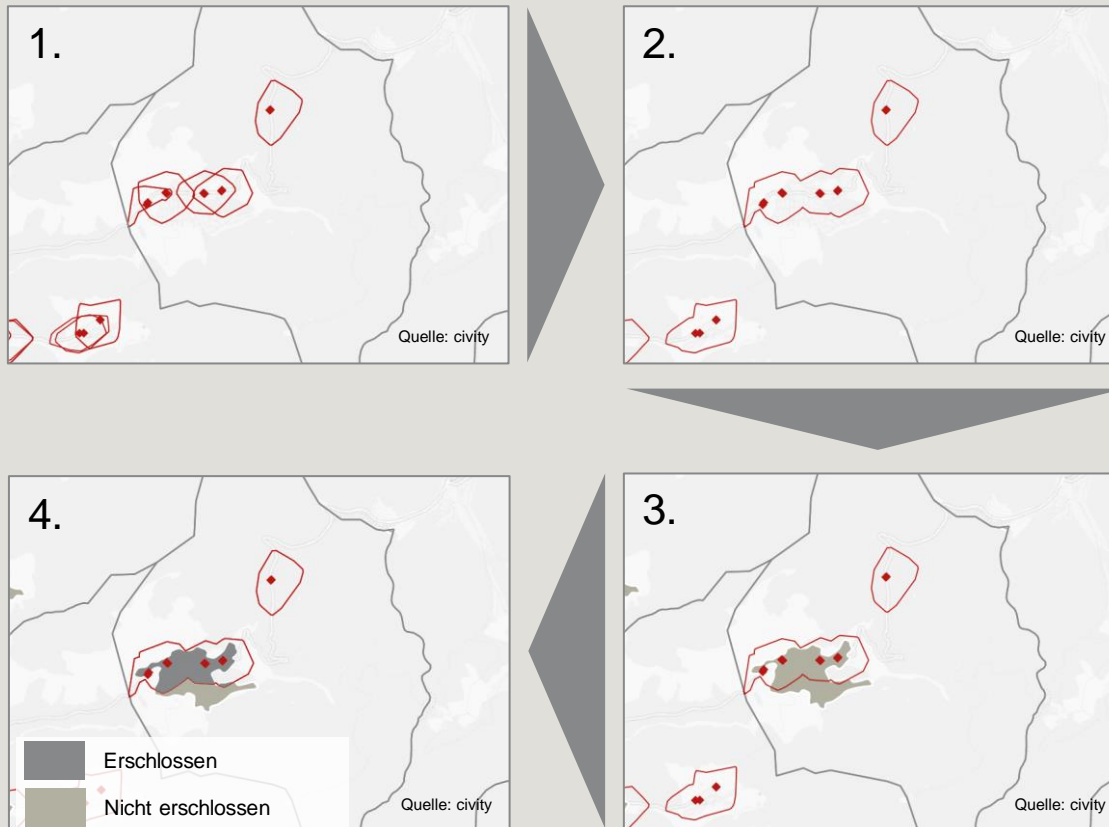 1.
Quelle: civity
2.
Quelle: civity
4.
Erschlossen
Nicht erschlossen
Quelle: civity
3.
Quelle: civity